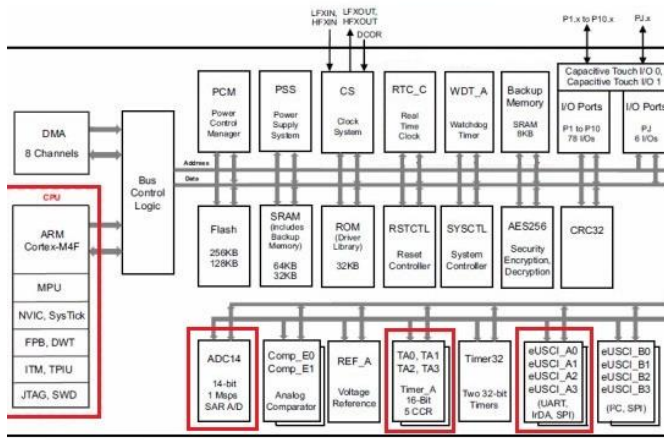 LFXIN,
HFXIN
LFXOUT,
HFXOUT
DCOR
P1.x to P10.x
PJ.x
DMA
8 Channels
Bus
Control
Logic
Address
Data
PCM
Power
Control
Manager
PSS
Power
Supply
System
CS
Clock
System
RTC_C
Real
Time
Clock
WDT_A
Watchdog
Timer
Backup
Memory
SRAM
8KB
Capacitive Touch I/O 0,
Capacitive Touch I/O 1
I/O Ports
P1 to P10
78 I/Os
I/O Ports
PJ
6 I/Os
CPU
ARM
Cortex-M4F
MPU
NVIC, SysTick
FPB, DWT
ITM, TPIU
JTAG, SWD
Flash
256KB
128KB
SRAM
(includes
Backup
Memory)
64KB
32KB
ROM
(Driver
Library)
32KB
RSTCTL
Reset
Controller
SYSCTL
System
Controller
AES256
Security
Encryption,
Decryption
CRC32
ADC14
14-bit
1 Msps
SAR A/D
Comp_E0
Comp_E1
Analog
Comparator
REF_A
Voltage
Reference
TA0, TA1
TA2, TA3
Timer_A
16-Bit
5 CCR
Timer32
Two 32-bit
Timers
eUSCI_A0
eUSCI_A1
eUSCI_A2
eUSCI_A3
(UART,
IrDA, SPI)
eUSCI_B0
eUSCI_B1
eUSCI_B2
eUSCI_B3
(I²C, SPI)